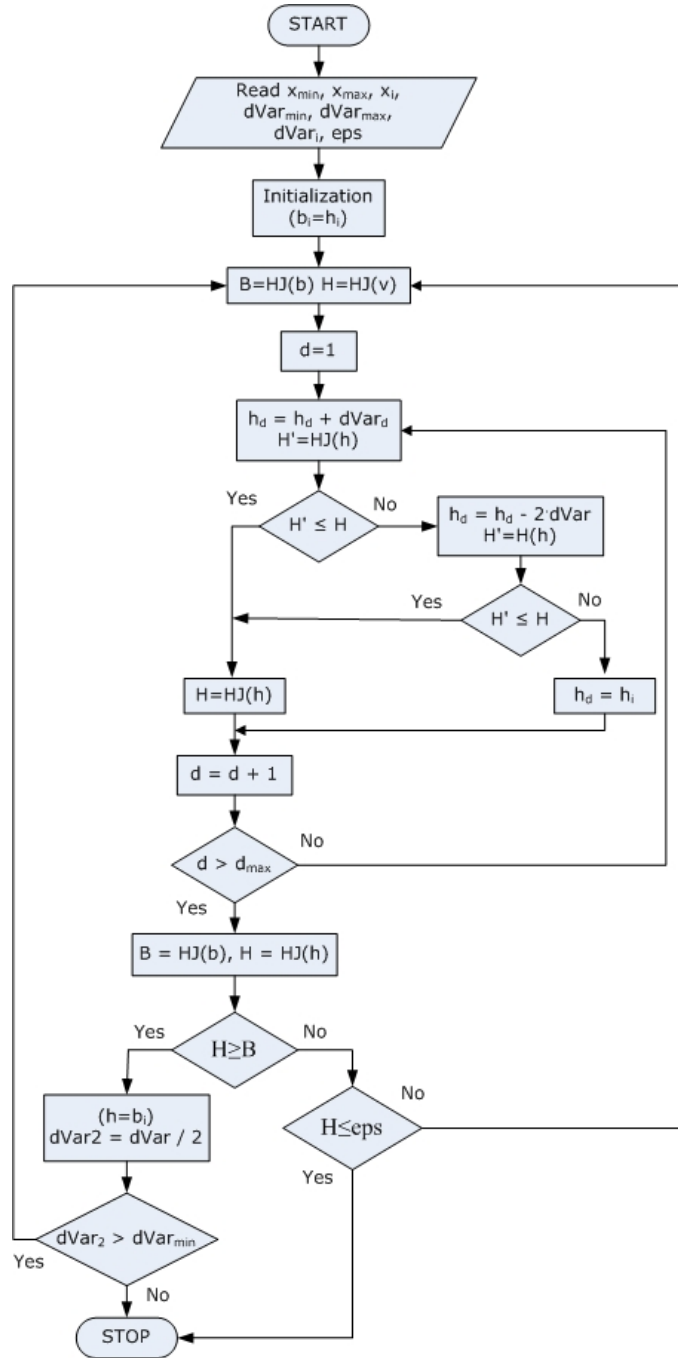 START
Read xmin, xmax, xi,
dVarmin, dVarmax,
dVari, eps
Initialization
(bi=hi)
B=HJ(b) H=HJ(v)
d=1
hd = hd + dVard
H'=HJ(h)
Yes
No
H' ≤ H
hd = hd - 2·dVar
H'=H(h)
Yes
No
H' ≤ H
H=HJ(h)
hd = hi
d = d + 1
No
d > dmax
Yes
B = HJ(b), H = HJ(h)
Yes
No
H≥B
No
(h=bi)
dVar2 = dVar / 2
H≤eps
Yes
dVar2 > dVarmin
Yes
No
STOP